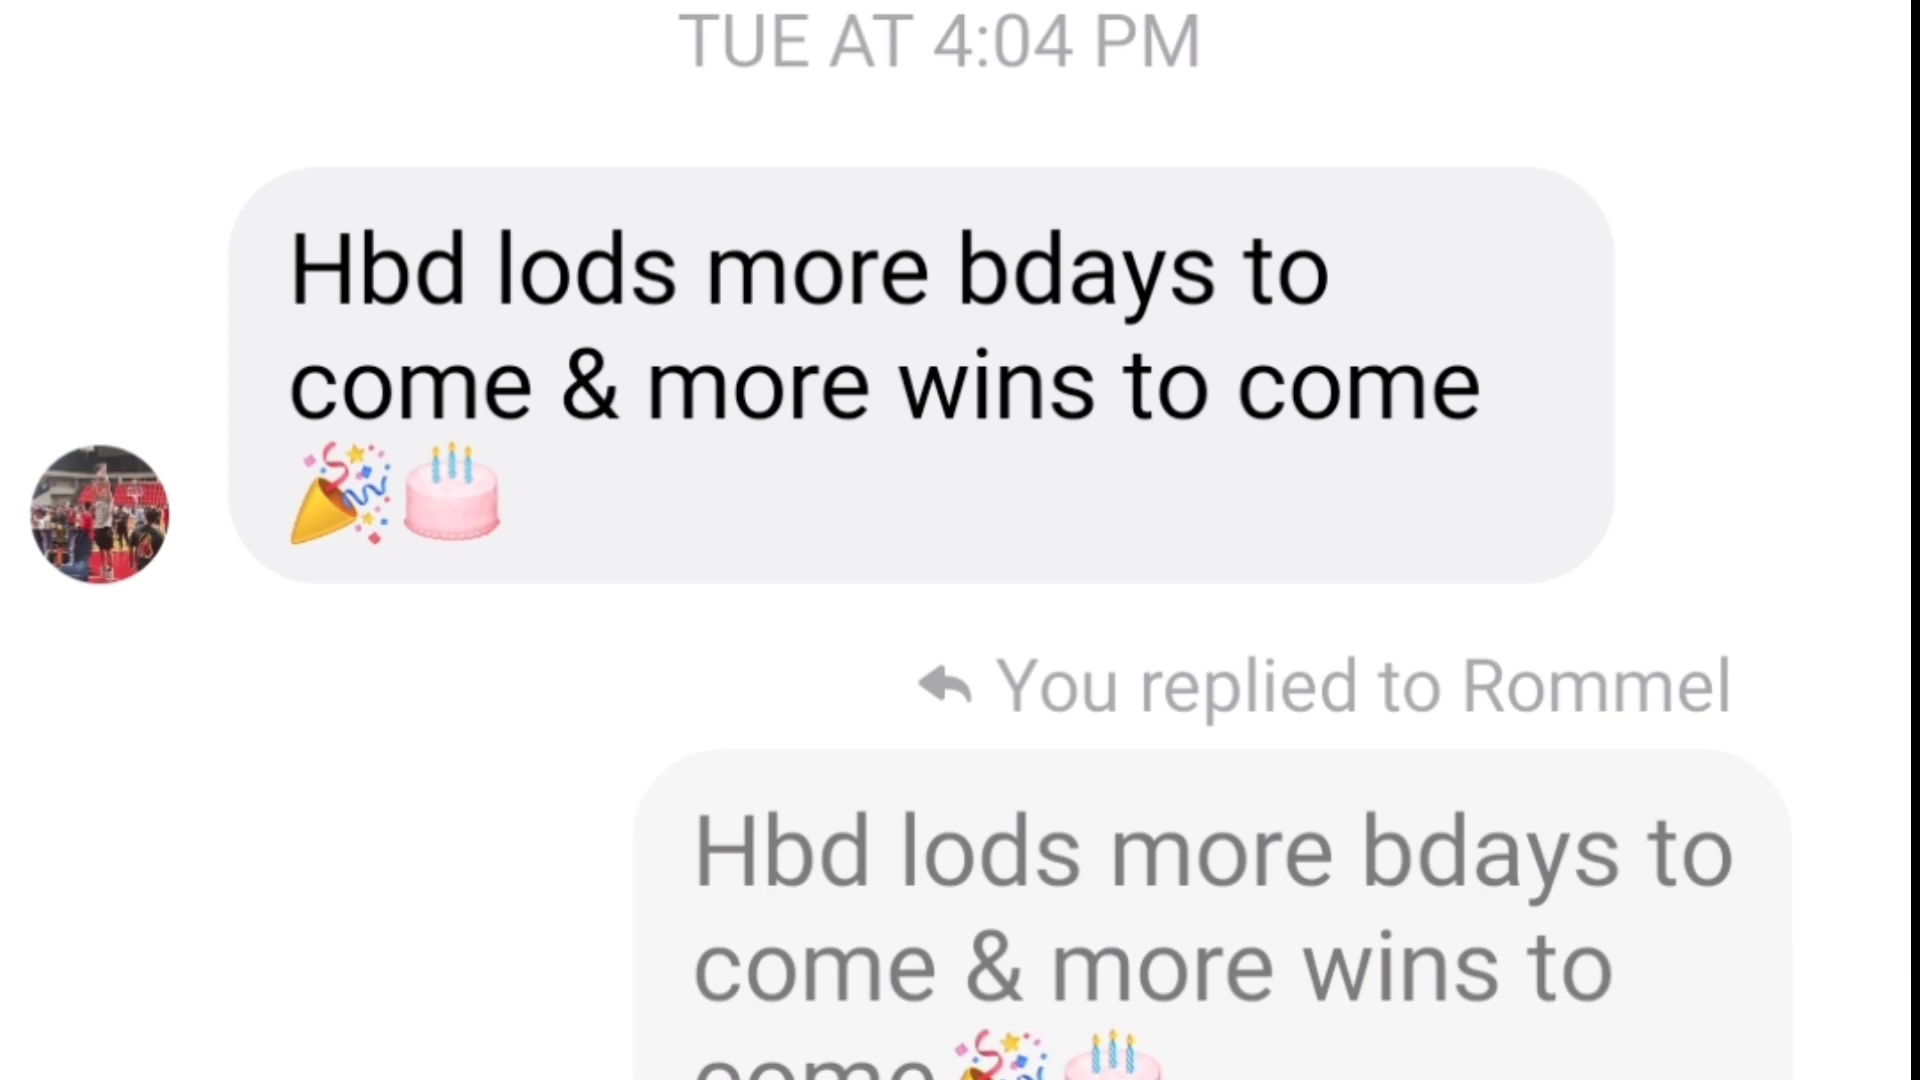 TUE AT 4:04 PM
Hbd lods more bdays to
come & more wins to come
🎉🎂
You replied to Rommel
Hbd lods more bdays to
come & more wins to
come🎉🎂